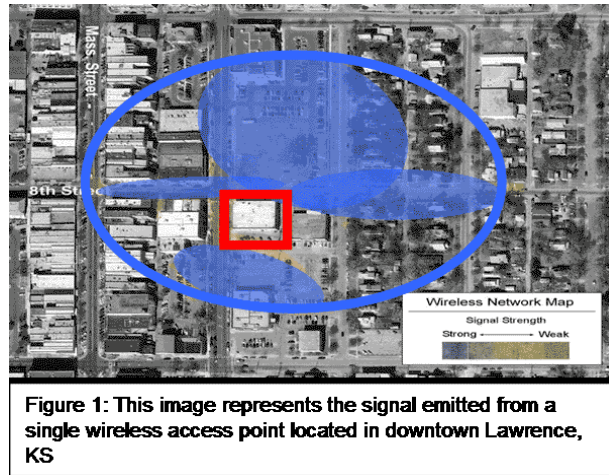 Mass. Street
8th Street
Wireless Network Map
Signal Strength
Strong Weak
Figure 1: This image represents the signal emitted from a
single wireless access point located in downtown Lawrence,
KS